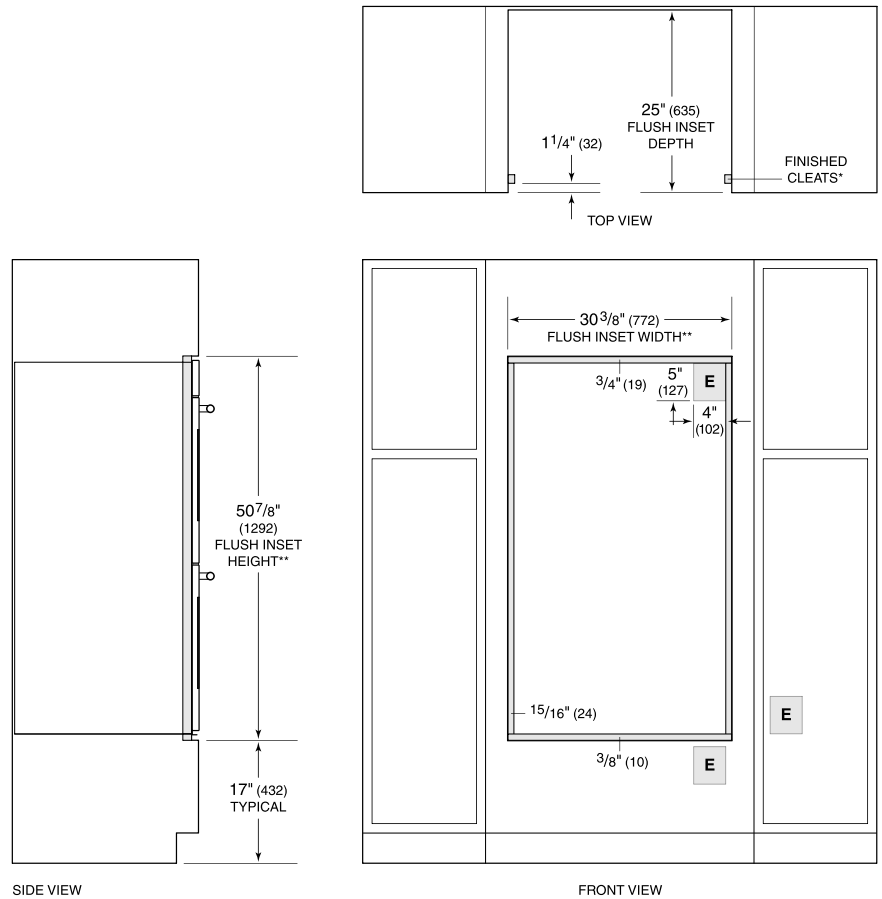 25" (635)
FLUSH INSET
DEPTH
1 1/4" (32)
FINISHED
CLEATS*
TOP VIEW
30 3/8" (772)
FLUSH INSET WIDTH**
3/4" (19)
5"
(127)
E
4"
(102)
50 7/8"
(1292)
FLUSH INSET
HEIGHT**
15/16" (24)
E
3/8" (10)
E
17" (432)
TYPICAL
SIDE VIEW
FRONT VIEW